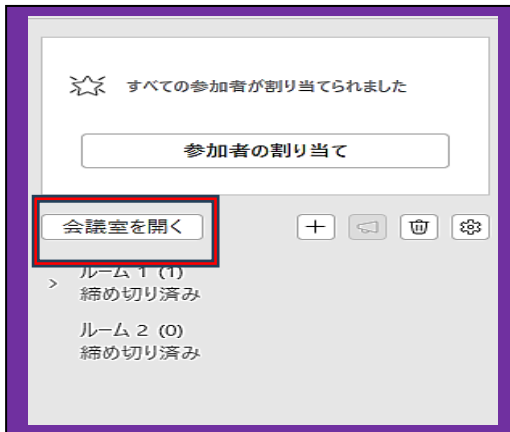 すべての参加者が割り当てられました
参加者の割り当て
会議室を開く
ルーム 1 (1)
締め切り済み
ルーム 2 (0)
締め切り済み